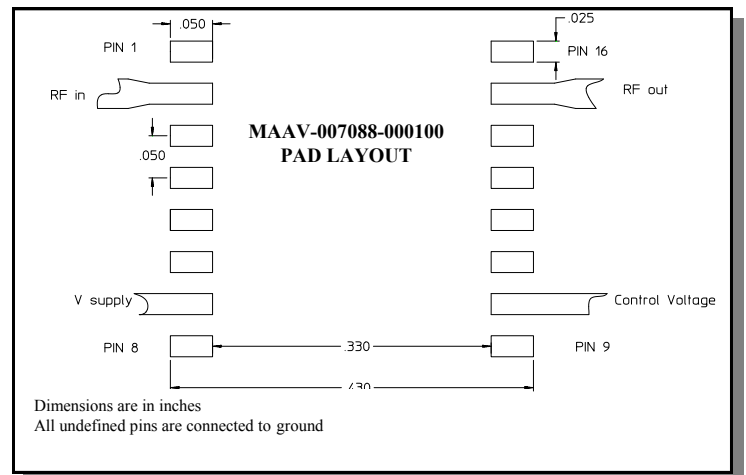 .050
.025
PIN 1
PIN 16
RF in
RF out
MAAV-007088-000100
PAD LAYOUT
.050
V supply
Control Voltage
PIN 8
.330
PIN 9
.430
Dimensions are in inches
All undefined pins are connected to ground